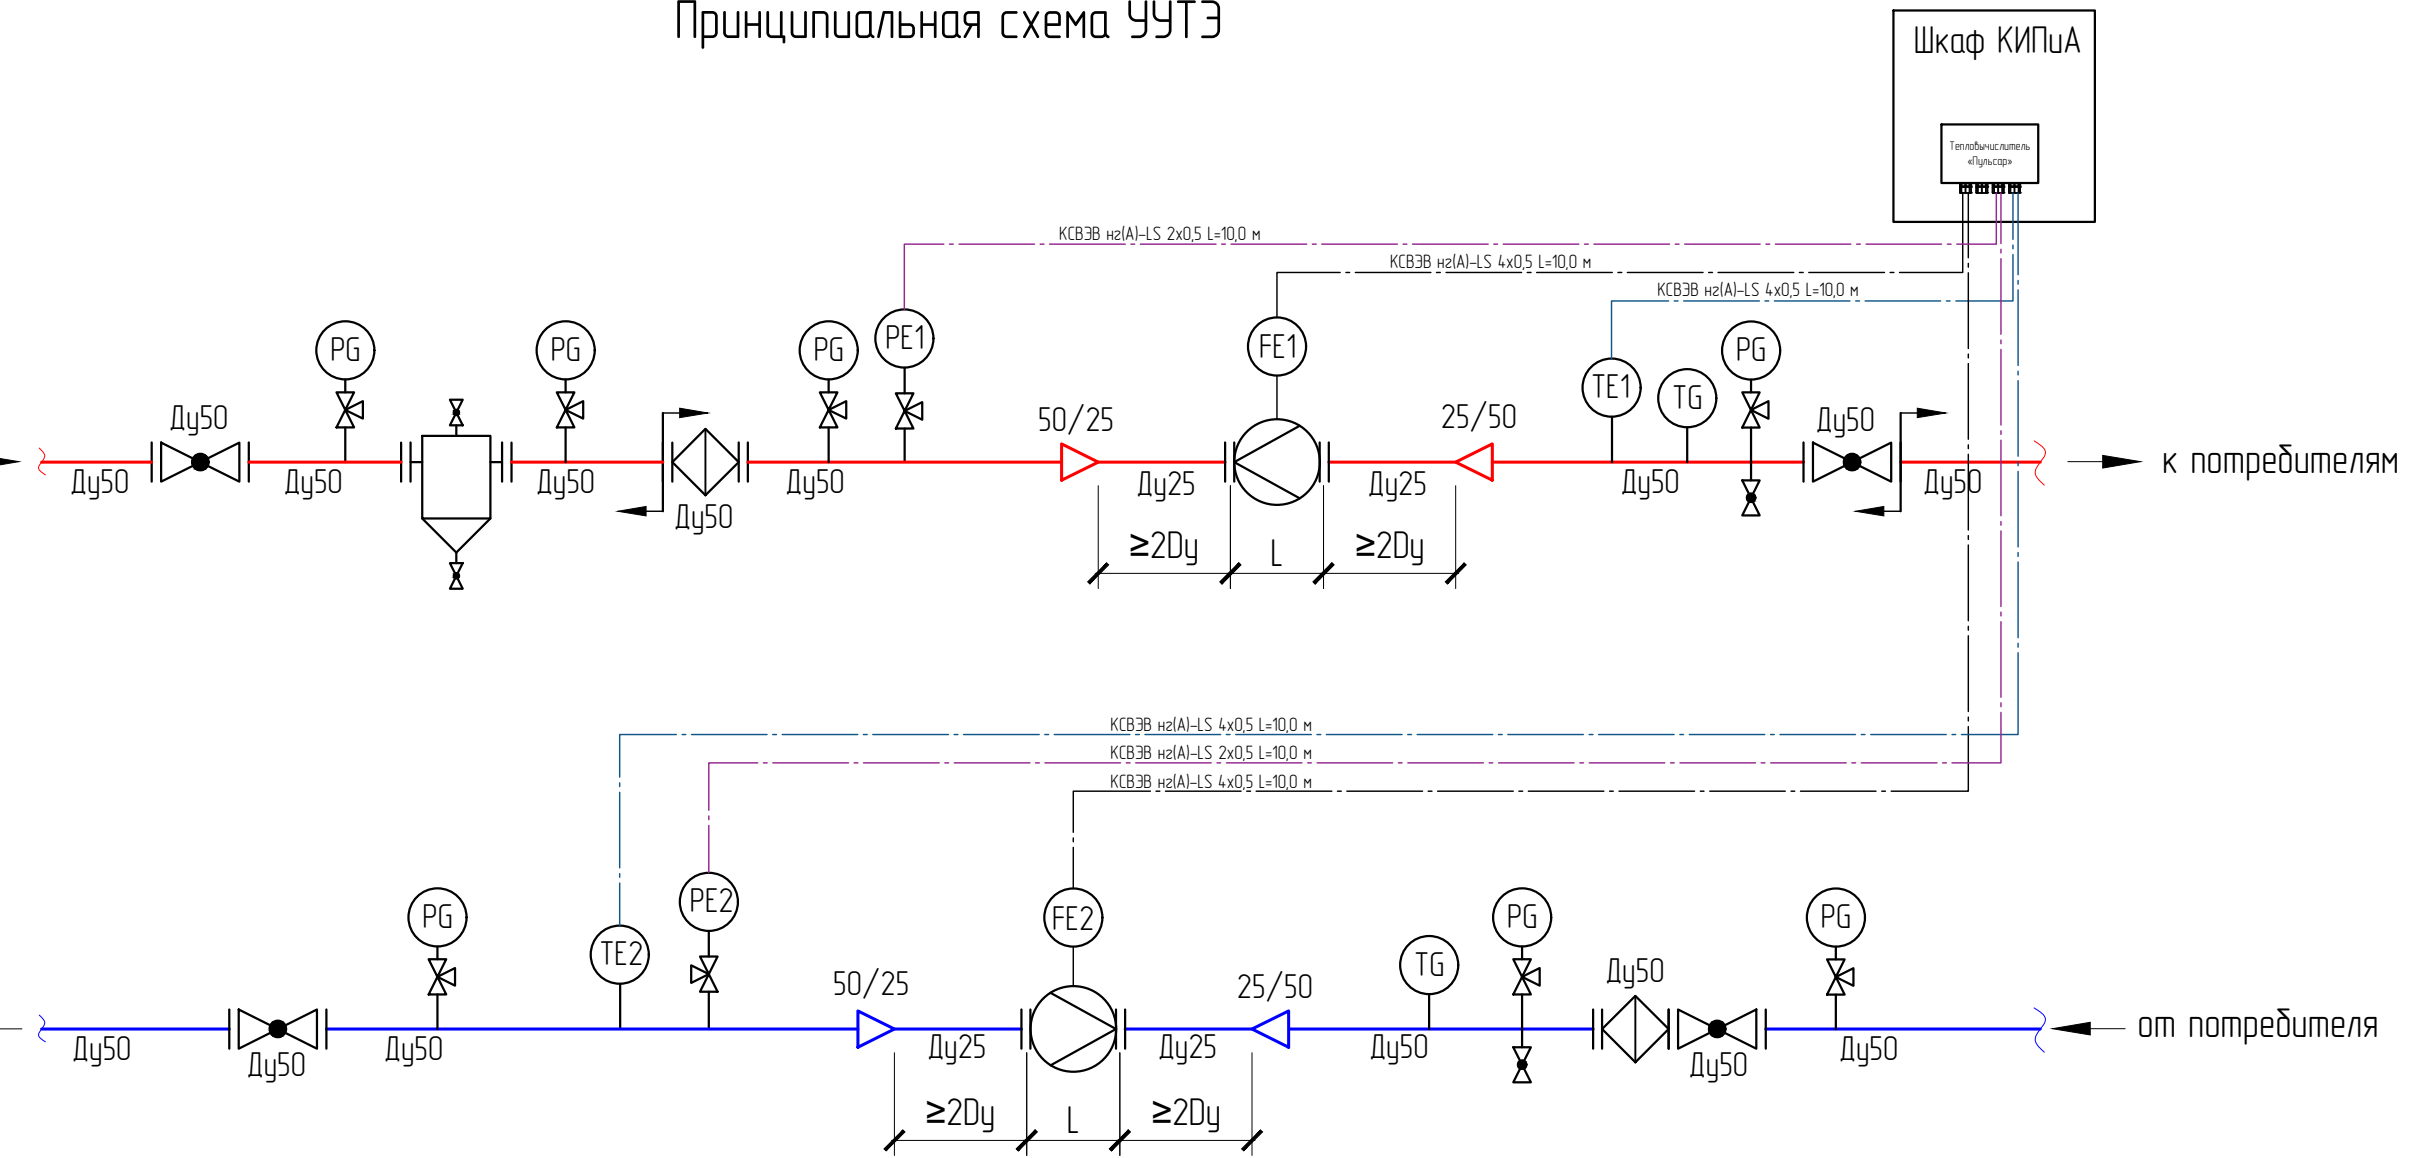 Принципиальная схема УУТЭ
Шкаф КИПиА
Тепловычислитель
«Пульсар»
КСВЭВ нг(А)-LS 2х0,5 L=10,0 м
КСВЭВ нг(А)-LS 4х0,5 L=10,0 м
КСВЭВ нг(А)-LS 4х0,5 L=10,0 м
PG
PG
PG
PE1
FE1
TE1
TG
PG
Ду50
50/25
25/50
Ду50
Ду50
Ду50
Ду50
Ду50
Ду50
Ду25
Ду25
Ду50
Ду50
к потребителям
≥2Dу
L
≥2Dу
КСВЭВ нг(А)-LS 4х0,5 L=10,0 м
КСВЭВ нг(А)-LS 2х0,5 L=10,0 м
КСВЭВ нг(А)-LS 4х0,5 L=10,0 м
PG
TE2
PE2
FE2
TG
PG
PG
50/25
25/50
Ду50
Ду50
Ду50
Ду50
Ду25
Ду25
Ду50
Ду50
Ду50
от потребителя
≥2Dу
L
≥2Dу